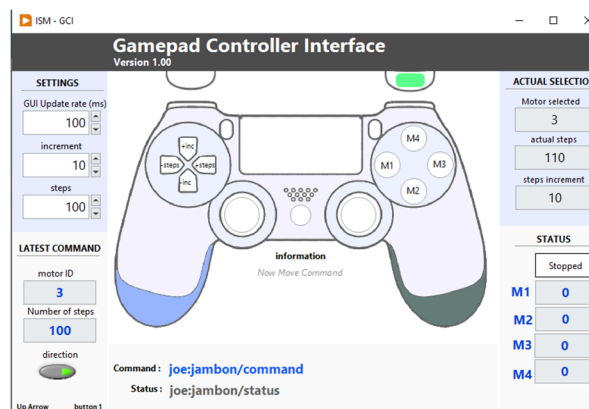 ISM - GCI
Gamepad Controller Interface
Version 1.00
SETTINGS
GUI Update rate (ms)
100
increment
10
steps
100
LATEST COMMAND
motor ID
3
Number of steps
100
direction
Up Arrow button 1
+inc
-steps +steps
-inc
M4
M1 M3
M2
information
Now Move Command
Command : joe:jambon/command
Status : joe:jambon/status
ACTUAL SELECTIO
Motor selected
3
actual steps
110
steps increment
10
STATUS
Stopped
M1 0
M2 0
M3 0
M4 0